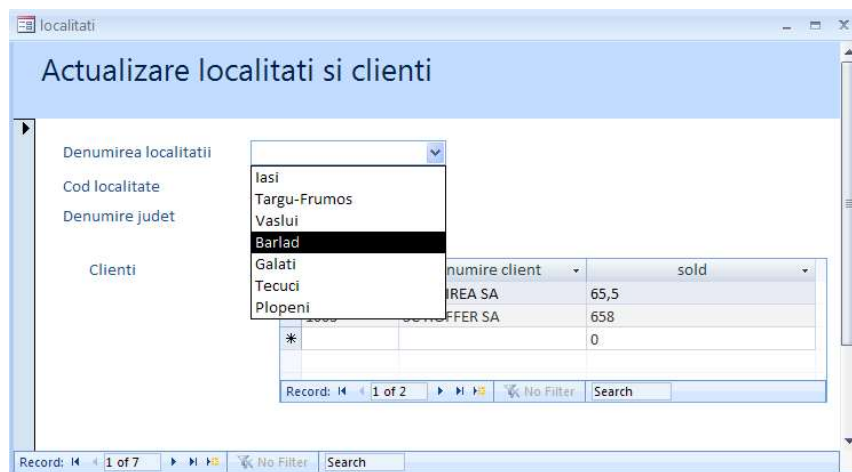 localitati
Actualizare localitati si clienti
Denumirea localitatii
Iasi
Cod localitate
Targu-Frumos
Denumire judet
Vaslui
Barlad
Clienti
Galati
numire client
sold
Tecuci
IREA SA
65,5
Plopeni
FFER SA
658
0
Record:
1 of 2
No Filter
Search
Record:
1 of 7
No Filter
Search